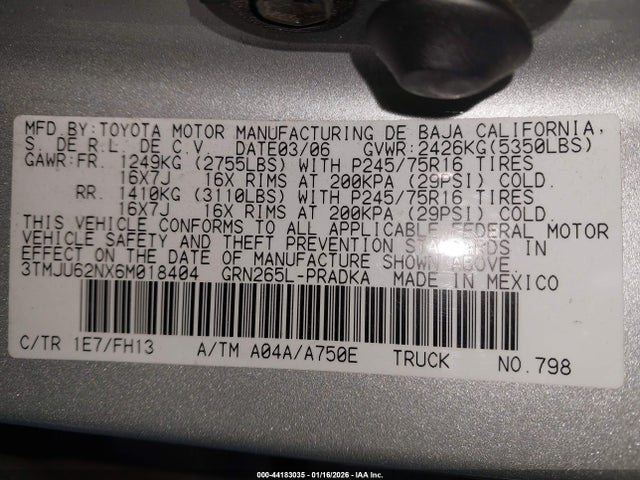 MFD.BY:TOYOTA MOTOR MANUFACTURING DE BAJA CALIFORNIA,
S. DE R.L. DE C.V. DATE03/06 GVWR:2426KG(5350LBS)
GAWR:FR. 1249KG (2755LBS) WITH P245/75R16 TIRES
16X7J 16X RIMS AT 200KPA (29PSI) COLD.
RR. 1410KG (3110LBS) WITH P245/75R16 TIRES
16X7J 16X RIMS AT 200KPA (29PSI) COLD.
THIS VEHICLE CONFORMS TO ALL APPLICABLE FEDERAL MOTOR
VEHICLE SAFETY AND THEFT PREVENTION STANDARDS IN
EFFECT ON THE DATE OF MANUFACTURE SHOWN ABOVE.
3TMJU62NX6M018404 GRN265L-PRADKA MADE IN MEXICO
C/TR 1E7/FH13 A/TM A04A/A750E TRUCK NO.798
000-44183035 - 01/16/2026 - IAA Inc.